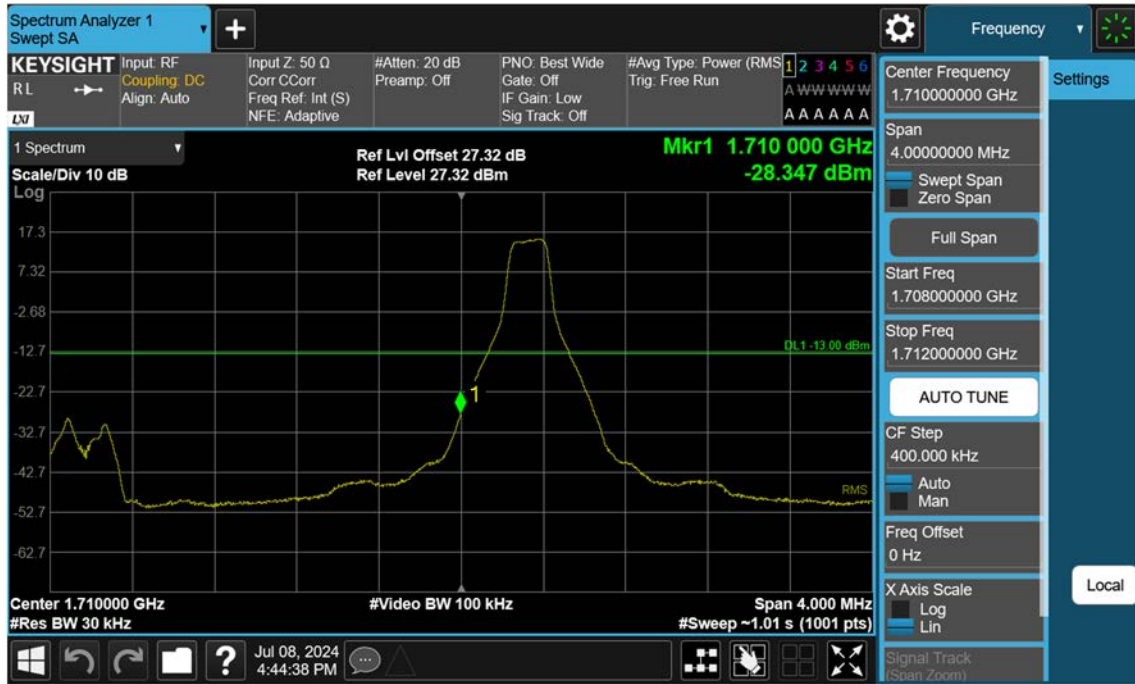 Spectrum Analyzer 1
Swept SA
Frequency
KEYSIGHT
R L
LXI
Input: RF
Coupling: DC
Align: Auto
Input Z: 50 Ω
Corr CCorr
Freq Ref: Int (S)
NFE: Adaptive
#Atten: 20 dB
Preamp: Off
PNO: Best Wide
Gate: Off
IF Gain: Low
Sig Track: Off
#Avg Type: Power (RMS
Trig: Free Run
1 2 3 4 5 6
A W W W W W
A A A A A A
Center Frequency
1.710000000 GHz
Settings
Span
4.00000000 MHz
Swept Span
Zero Span
Full Span
Start Freq
1.708000000 GHz
Stop Freq
1.712000000 GHz
AUTO TUNE
CF Step
400.000 kHz
Auto
Man
Freq Offset
0 Hz
X Axis Scale
Log
Lin
Signal Track
(Span Zoom)
Local
1 Spectrum
Scale/Div 10 dB
Ref Lvl Offset 27.32 dB
Ref Level 27.32 dBm
Mkr1 1.710 000 GHz
-28.347 dBm
Log
17.3
7.32
-2.68
-12.7
DL1 -13.00 dBm
-22.7
1
-32.7
-42.7
RMS
-52.7
-62.7
Center 1.710000 GHz
#Video BW 100 kHz
Span 4.000 MHz
#Res BW 30 kHz
#Sweep ~1.01 s (1001 pts)
?
Jul 08, 2024
4:44:38 PM